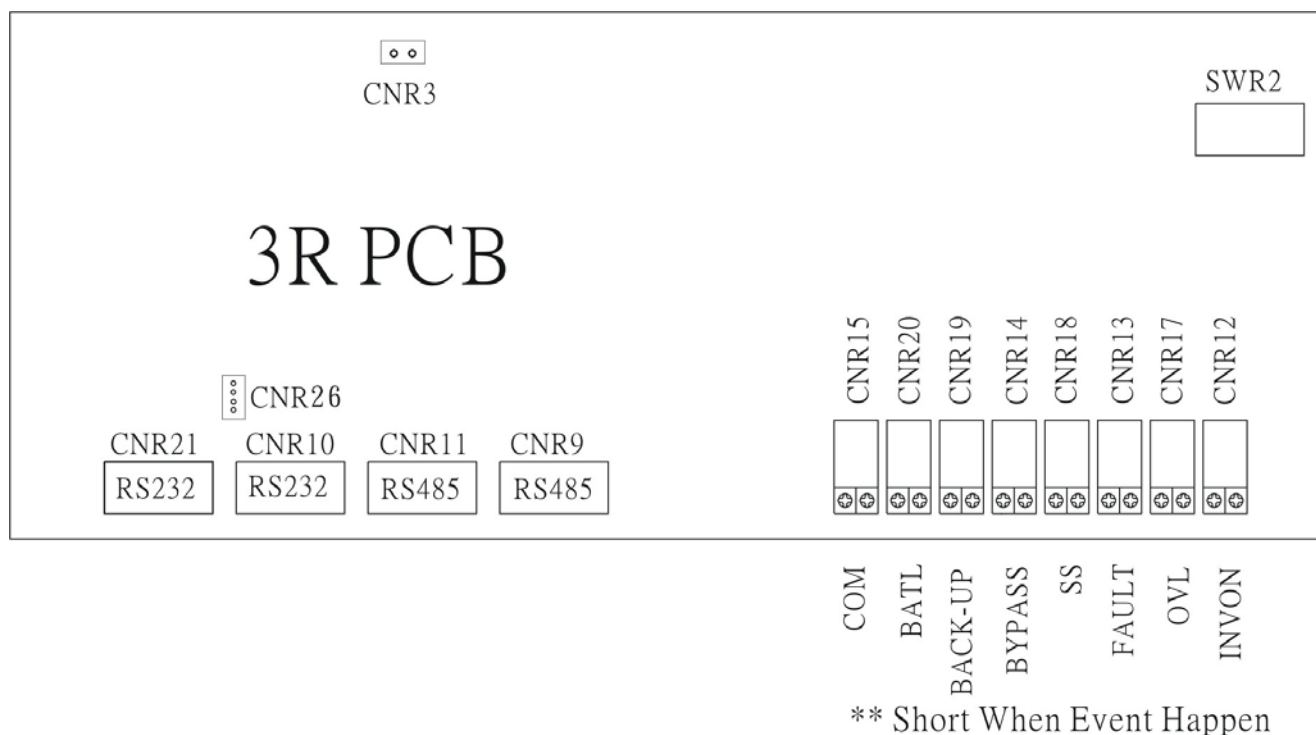 CNR3
SWR2
3R PCB
CNR15 CNR20 CNR19 CNR14 CNR18 CNR13 CNR17 CNR12
CNR26
CNR21 CNR10 CNR11 CNR9
RS232 RS232 RS485 RS485
COM BATL BACK-UP BYPASS SS FAULT OVL INVON
** Short When Event Happen